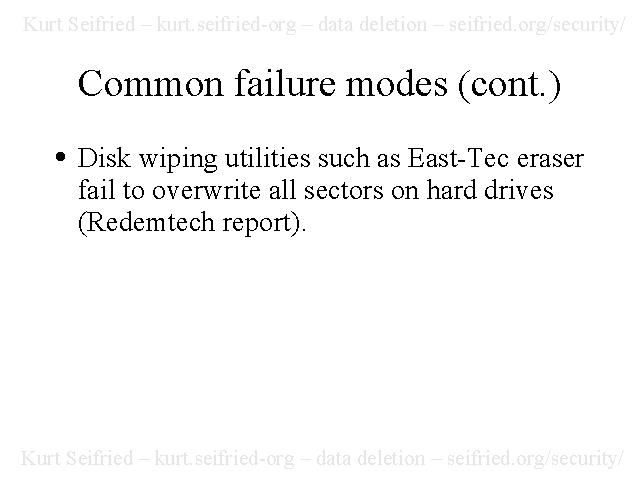 Kurt Seifried – kurt.seifried-org – data deletion – seifried.org/security/
Common failure modes (cont.)
• Disk wiping utilities such as East-Tec eraser
fail to overwrite all sectors on hard drives
(Redemtech report).
Kurt Seifried – kurt.seifried-org – data deletion – seifried.org/security/